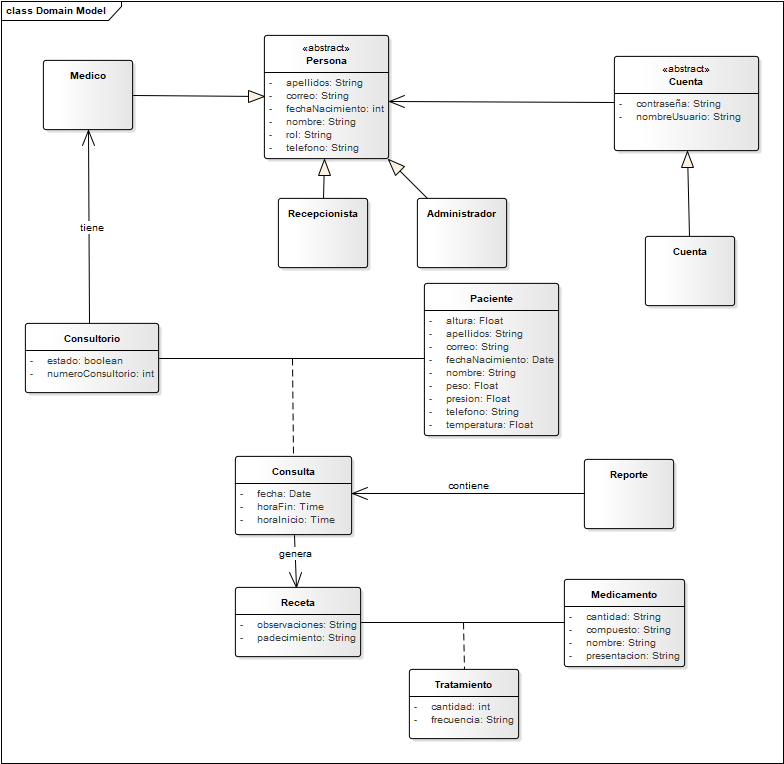 class Domain Model
«abstract»
Persona
- apellidos: String
- correo: String
- fechaNacimiento: int
- nombre: String
- rol: String
- telefono: String
Medico
«abstract»
Cuenta
- contraseña: String
- nombreUsuario: String
Recepcionista
Administrador
tiene
Cuenta
Paciente
- altura: Float
- apellidos: String
- correo: String
- fechaNacimiento: Date
- nombre: String
- peso: Float
- presion: Float
- telefono: String
- temperatura: Float
Consultorio
- estado: boolean
- numeroConsultorio: int
Consulta
- fecha: Date
- horaFin: Time
- horaInicio: Time
contiene
Reporte
genera
Receta
- observaciones: String
- padecimiento: String
Medicamento
- cantidad: String
- compuesto: String
- nombre: String
- presentacion: String
Tratamiento
- cantidad: int
- frecuencia: String